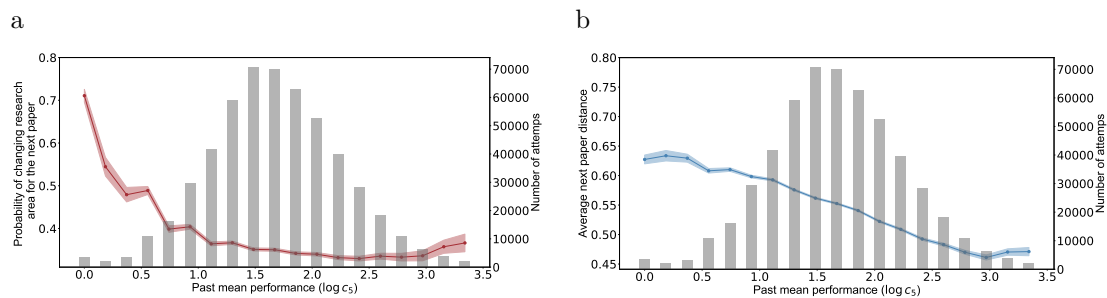 a
b
0.8
0.7
0.6
0.5
0.4
Probability of changing research
area for the next paper
70000
60000
50000
40000
30000
20000
10000
0
Number of attemps
0.0 0.5 1.0 1.5 2.0 2.5 3.0 3.5
Past mean performance (log c5)
0.80
0.75
0.70
0.65
0.60
0.55
0.50
0.45
Average next paper distance
70000
60000
50000
40000
30000
20000
10000
0
Number of attemps
0.0 0.5 1.0 1.5 2.0 2.5 3.0 3.5
Past mean performance (log c5)